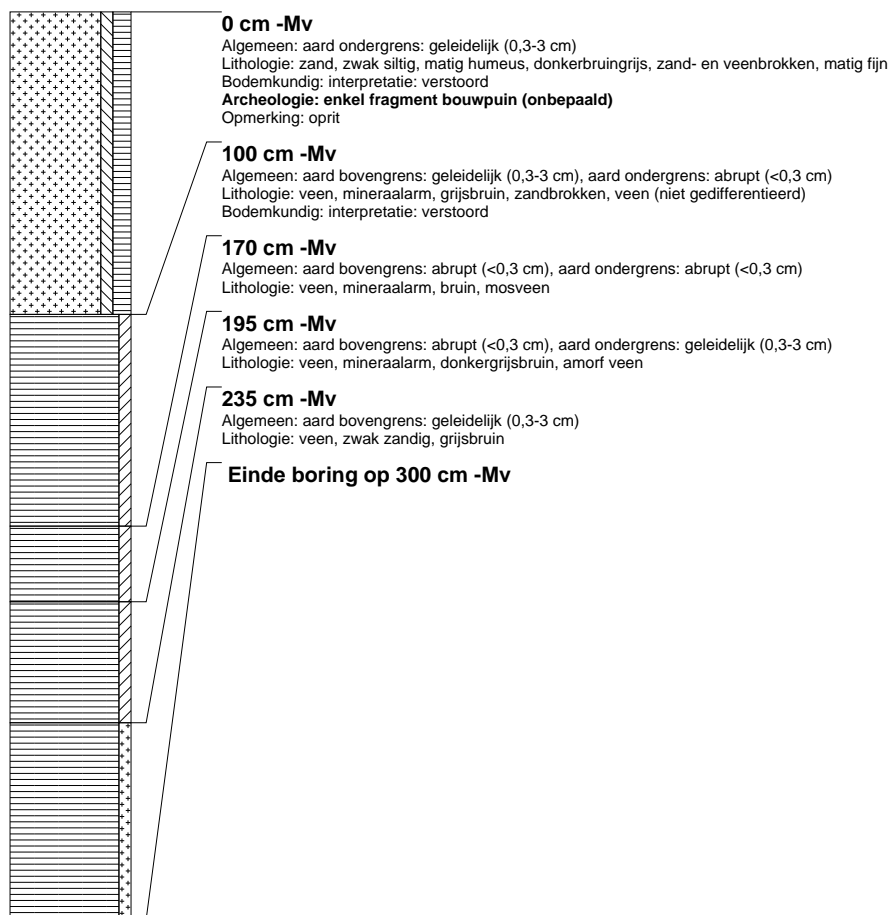 0 cm -Mv
Algemeen: aard ondergrens: geleidelijk (0,3-3 cm)
Lithologie: zand, zwak siltig, matig humeus, donkerbruingrijs, zand- en veenbrokken, matig fijn
Bodemkundig: interpretatie: verstoord
Archeologie: enkel fragment bouwpuin (onbepaald)
Opmerking: oprit
100 cm -Mv
Algemeen: aard bovengrens: geleidelijk (0,3-3 cm), aard ondergrens: abrupt (<0,3 cm)
Lithologie: veen, mineraalarm, grijsbruin, zandbrokken, veen (niet gedifferentieerd)
Bodemkundig: interpretatie: verstoord
170 cm -Mv
Algemeen: aard bovengrens: abrupt (<0,3 cm), aard ondergrens: abrupt (<0,3 cm)
Lithologie: veen, mineraalarm, bruin, mosveen
195 cm -Mv
Algemeen: aard bovengrens: abrupt (<0,3 cm), aard ondergrens: geleidelijk (0,3-3 cm)
Lithologie: veen, mineraalarm, donkergrijsbruin, amorf veen
235 cm -Mv
Algemeen: aard bovengrens: geleidelijk (0,3-3 cm)
Lithologie: veen, zwak zandig, grijsbruin
Einde boring op 300 cm -Mv